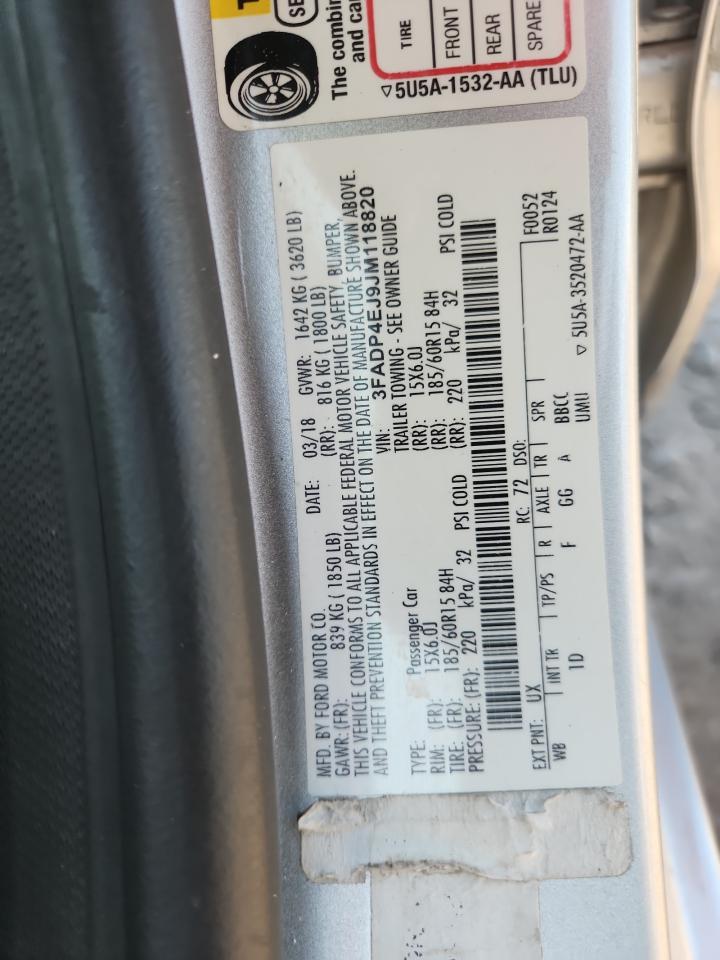 SE
The combin
and car
TIRE
FRONT
REAR
SPARE
5U5A-1532-AA (TLU)
MFD. BY FORD MOTOR CO. DATE: 03/18 GVWR: 1642 KG ( 3620 LB)
GAWR: (FR): 839 KG ( 1850 LB) (RR): 816 KG ( 1800 LB)
THIS VEHICLE CONFORMS TO ALL APPLICABLE FEDERAL MOTOR VEHICLE SAFETY, BUMPER,
AND THEFT PREVENTION STANDARDS IN EFFECT ON THE DATE OF MANUFACTURE SHOWN ABOVE.
VIN: 3FADP4EJ9JM118820
TYPE: Passenger Car TRAILER TOWING - SEE OWNER GUIDE
RIM: (FR): 15X6.0J (RR): 15X6.0J
TIRE: (FR): 185/60R15 84H (RR): 185/60R15 84H
PRESSURE: (FR): 220 kPa/ 32 PSI COLD (RR): 220 kPa/ 32 PSI COLD
EXT PNT: UX RC: 72 DSO: F0052
R0124
WB INT TR TP/PS R AXLE TR SPR
1D F GG A BBCC
UMU
5U5A-3520472-AA